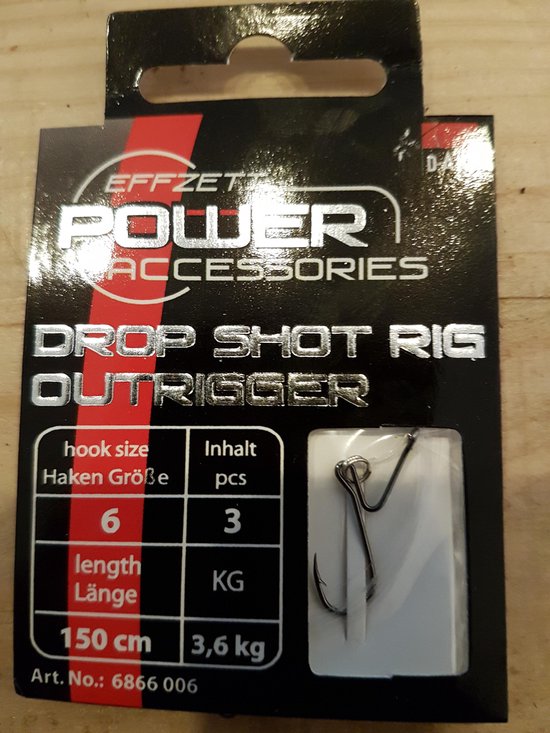 EFFZETT
POWER
ACCESSORIES
DROP SHOT RIG
OUTRIGGER
hook size
Haken Größe
Inhalt
pcs
6
3
length
Länge
KG
150 cm
3,6 kg
Art. No.: 6866 006